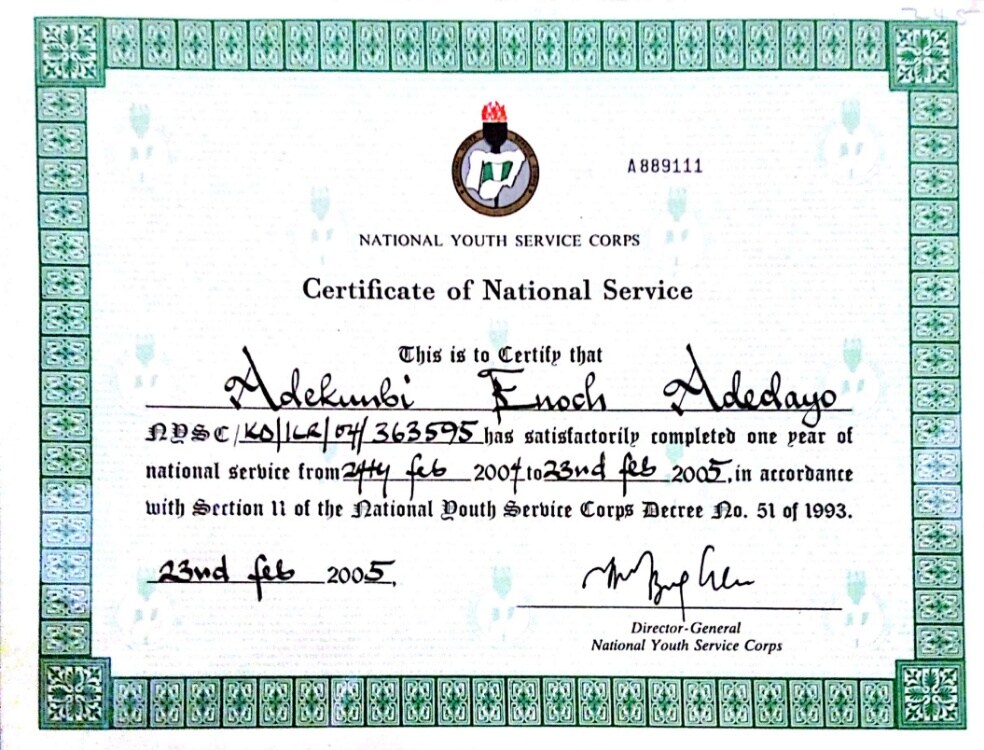 A889111
NATIONAL YOUTH SERVICE CORPS
Certificate of National Service
This is to Certify that
Adekunbi Enoch Adedayo
NYSC/KD/ILR/04/363595 has satisfactorily completed one year of
national service from 24th feb 2004 to 23nd feb 2005, in accordance
with Section 11 of the National Youth Service Corps Decree No. 51 of 1993.
23nd feb 2005,
Director-General
National Youth Service Corps